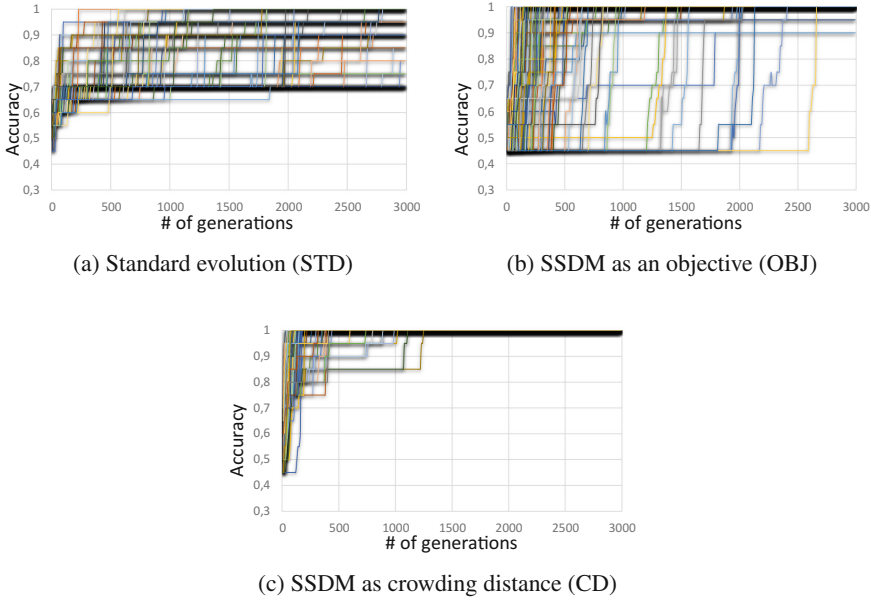 1
0,9
0,8
0,7
0,6
0,5
0,4
0,3
Accuracy
0 500 1000 1500 2000 2500 3000
# of generations
(a) Standard evolution (STD)
1
0,9
0,8
0,7
0,6
0,5
0,4
0,3
Accuracy
0 500 1000 1500 2000 2500 3000
# of generations
(b) SSDM as an objective (OBJ)
1
0,9
0,8
0,7
0,6
0,5
0,4
0,3
Accuracy
0 500 1000 1500 2000 2500 3000
# of generations
(c) SSDM as crowding distance (CD)